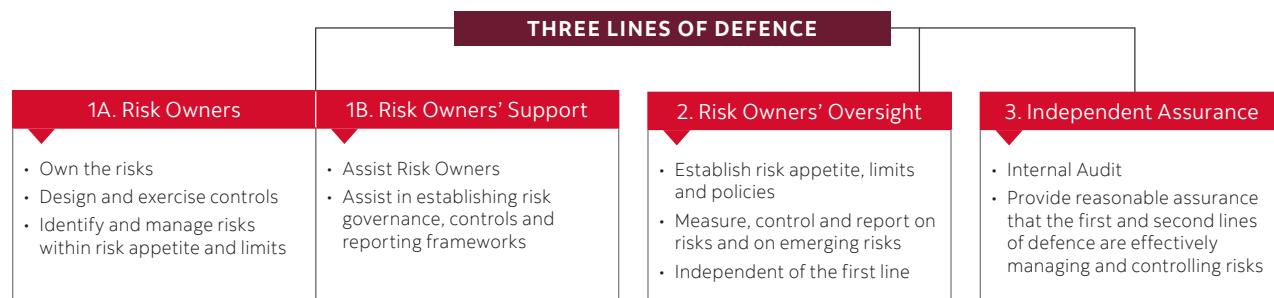 THREE LINES OF DEFENCE
1A. Risk Owners
• Own the risks
• Design and exercise controls
• Identify and manage risks
within risk appetite and limits
1B. Risk Owners' Support
• Assist Risk Owners
• Assist in establishing risk
governance, controls and
reporting frameworks
2. Risk Owners' Oversight
• Establish risk appetite, limits
and policies
• Measure, control and report on
risks and on emerging risks
• Independent of the first line
3. Independent Assurance
• Internal Audit
• Provide reasonable assurance
that the first and second lines
of defence are effectively
managing and controlling risks